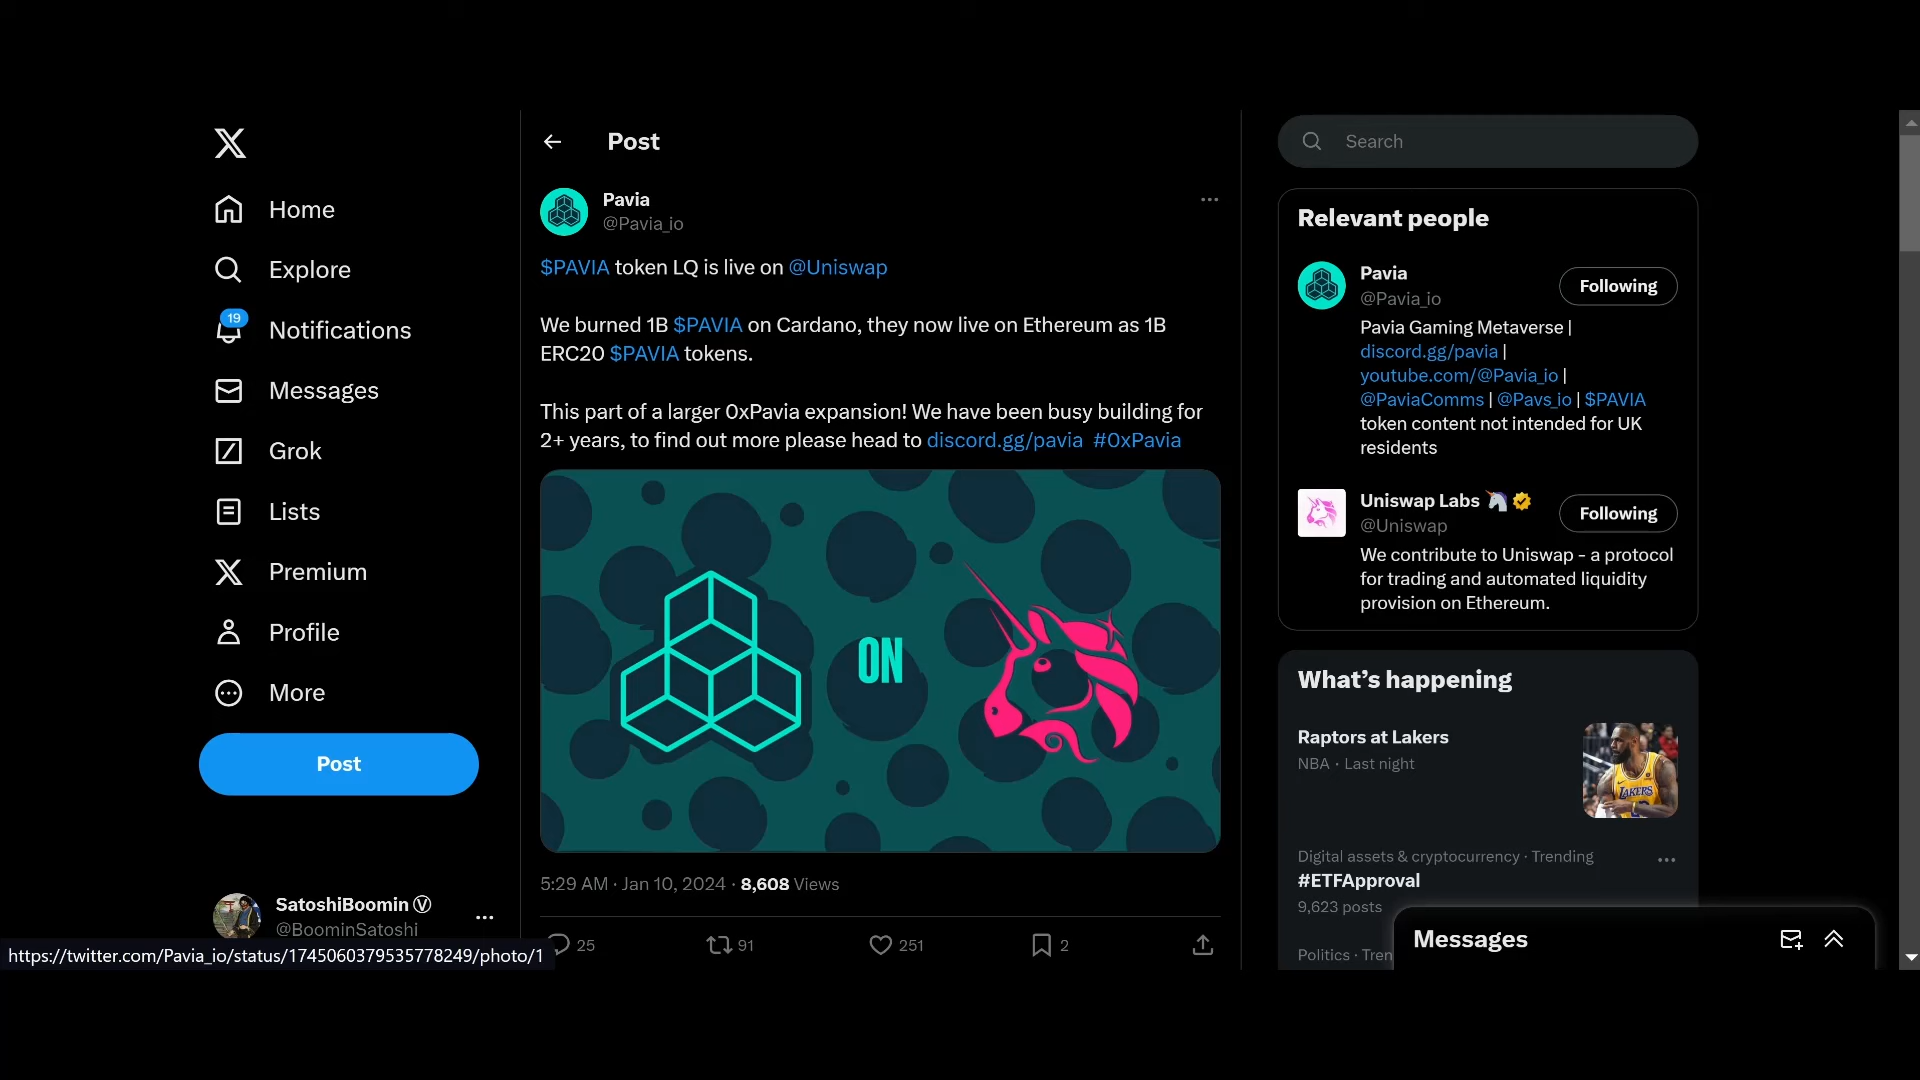 Home
Explore
19
Notifications
Messages
Grok
Lists
Premium
Profile
More
Post
SatoshiBoomin Ⓥ
@BoominSatoshi
https://twitter.com/Pavia_io/status/1745060379535778249/photo/1
Post
Pavia
@Pavia_io
$PAVIA token LQ is live on @Uniswap
We burned 1B $PAVIA on Cardano, they now live on Ethereum as 1B
ERC20 $PAVIA tokens.
This part of a larger 0xPavia expansion! We have been busy building for
2+ years, to find out more please head to discord.gg/pavia #0xPavia
ON
5:29 AM · Jan 10, 2024 · 8,608 Views
25 91 251 2
Search
Relevant people
Pavia
@Pavia_io
Following
Pavia Gaming Metaverse |
discord.gg/pavia |
youtube.com/@Pavia_io |
@PaviaComms | @Pavs_io | $PAVIA
token content not intended for UK
residents
Uniswap Labs 🦄
@Uniswap
Following
We contribute to Uniswap - a protocol
for trading and automated liquidity
provision on Ethereum.
What's happening
Raptors at Lakers
NBA · Last night
LAKERS
Digital assets & cryptocurrency · Trending
#ETFApproval
9,623 posts
Politics · Tren
Messages